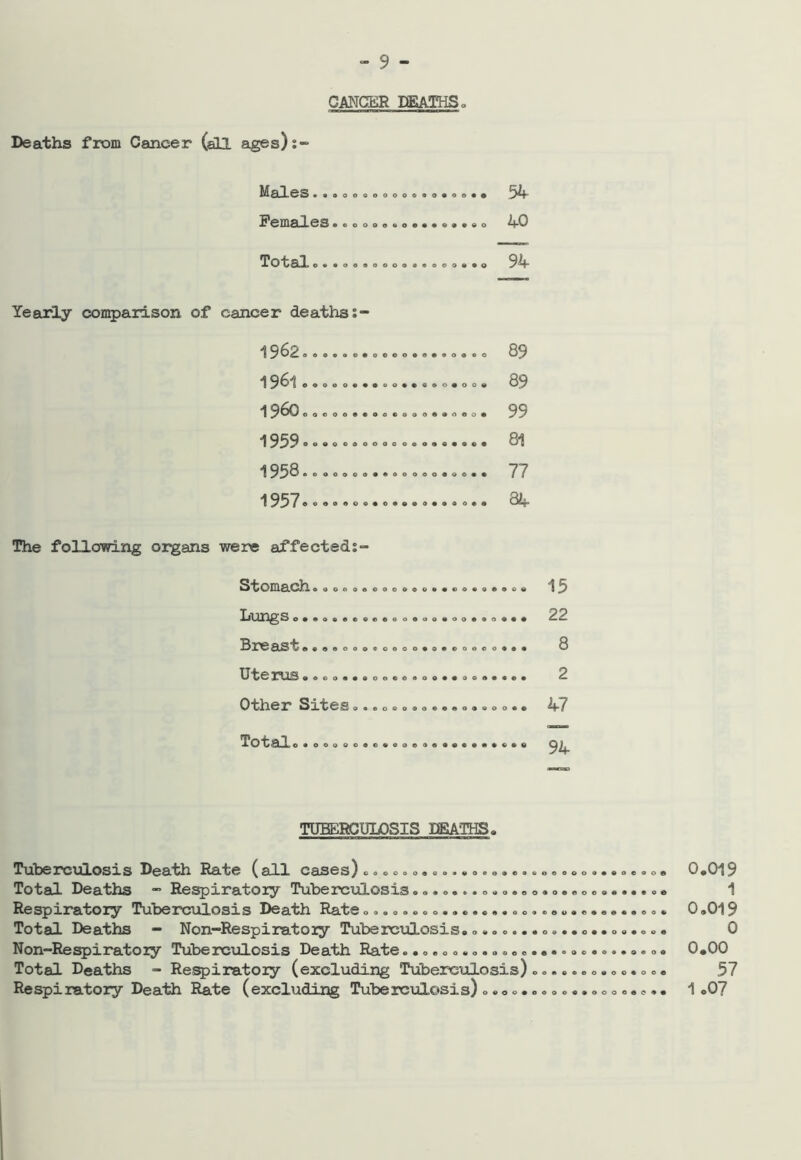 - 9 -
CANCER DEATHS.
Deaths from Cancer (all ages):-
Males.................. 54
Females................ 40
Total.................. 94
Yearly comparison of cancer deaths:-
1962................... 89
1961................... 89
1960................... 99
1959................... 81
1958................... 77
1957................... 84
The following organs were affected:-
Stomach...................... 15
Lungs........................ 22
Breast....................... 8
Uterus....................... 2
Other Sites.................. 47
Total........................ 94
TUBERCULOSIS DEATHS.
Tuberculosis Death Rate (all cases)............................... 0.019
Total Deaths - Respiratory Tuberculosis........................... 1
Respiratory Tuberculosis Death Rate............................... 0.019
Total Deaths - Non-Respiratory Tuberculosis....................... 0
Non-Respiratory Tuberculosis Death Rate........................... 0.00
Total Deaths - Respiratory (excluding Tuberculosis).............. 57
Respiratory Death Rate (excluding Tuberculosis)................... 1.07